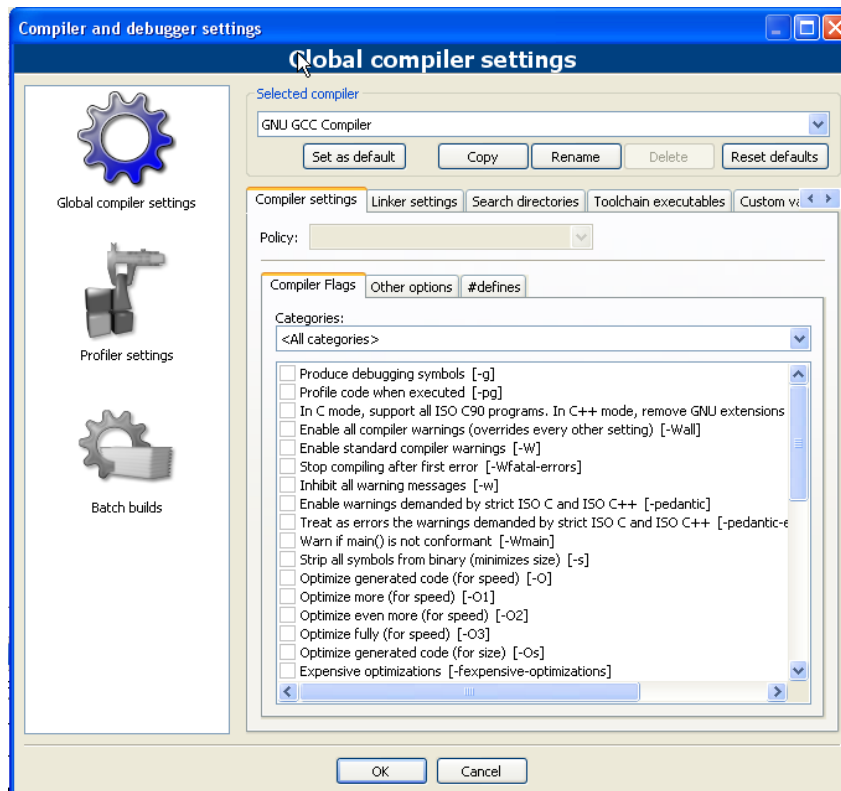 Compiler and debugger settings
Global compiler settings
Global compiler settings
Profiler settings
Batch builds
Selected compiler
GNU GCC Compiler
Set as default Copy Rename Delete Reset defaults
Compiler settings Linker settings Search directories Toolchain executables Custom va
Policy:
Compiler Flags Other options #defines
Categories:
<All categories>
Produce debugging symbols [-g]
Profile code when executed [-pg]
In C mode, support all ISO C90 programs. In C++ mode, remove GNU extensions
Enable all compiler warnings (overrides every other setting) [-Wall]
Enable standard compiler warnings [-W]
Stop compiling after first error [-Wfatal-errors]
Inhibit all warning messages [-w]
Enable warnings demanded by strict ISO C and ISO C++ [-pedantic]
Treat as errors the warnings demanded by strict ISO C and ISO C++ [-pedantic-e
Warn if main() is not conformant [-Wmain]
Strip all symbols from binary (minimizes size) [-s]
Optimize generated code (for speed) [-O]
Optimize more (for speed) [-O1]
Optimize even more (for speed) [-O2]
Optimize fully (for speed) [-O3]
Optimize generated code (for size) [-Os]
Expensive optimizations [-fexpensive-optimizations]
OK Cancel